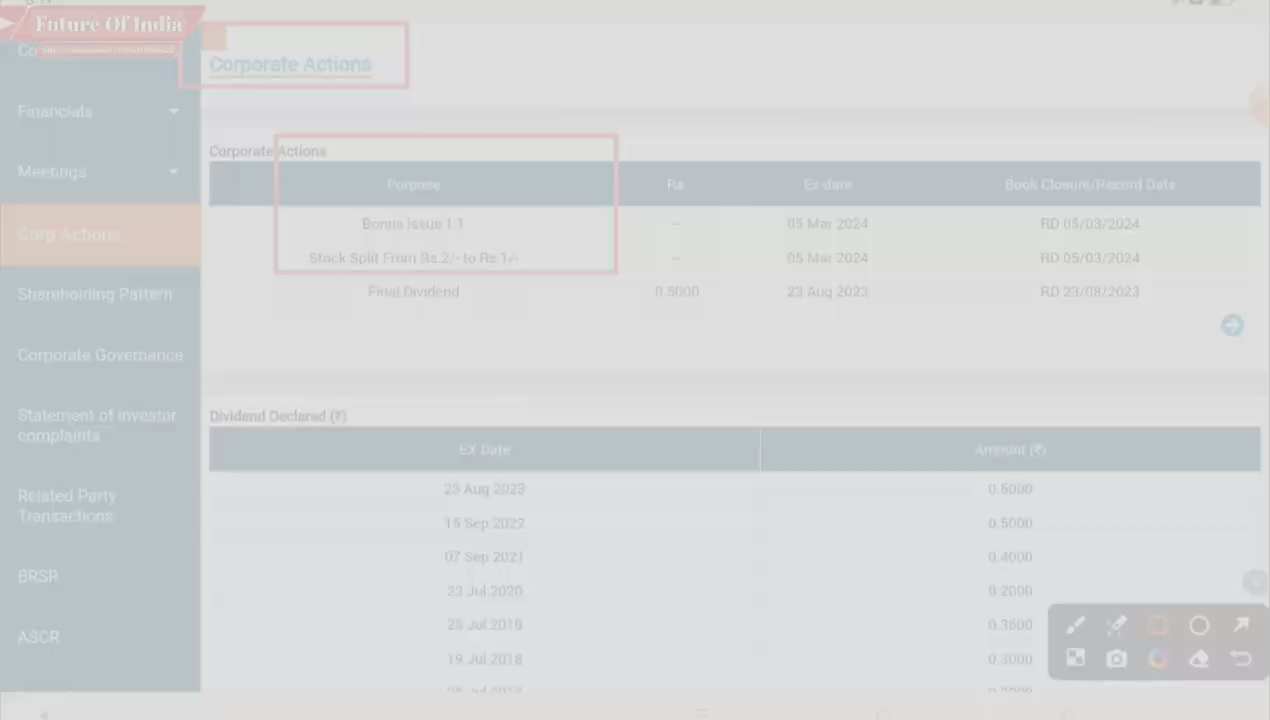 Future Of India
Corporate Actions
Financials
Meetings
Corp Actions
Shareholding Pattern
Corporate Governance
Statement of investor
complaints
Related Party
Transactions
BRSR
ASCR
Corporate Actions
Purpose Rs. Ex-date Book Closure/Record Date
Bonus issue 1:1 -- 05 Mar 2024 RD 05/03/2024
Stock Split From Rs.2/- to Rs.1/- -- 05 Mar 2024 RD 05/03/2024
Final Dividend 0.5000 23 Aug 2023 RD 23/08/2023
Dividend Declared (₹)
EX Date Amount (₹)
23 Aug 2023 0.5000
15 Sep 2022 0.5000
07 Sep 2021 0.4000
23 Jul 2020 0.2000
25 Jul 2019 0.3500
19 Jul 2018 0.3000